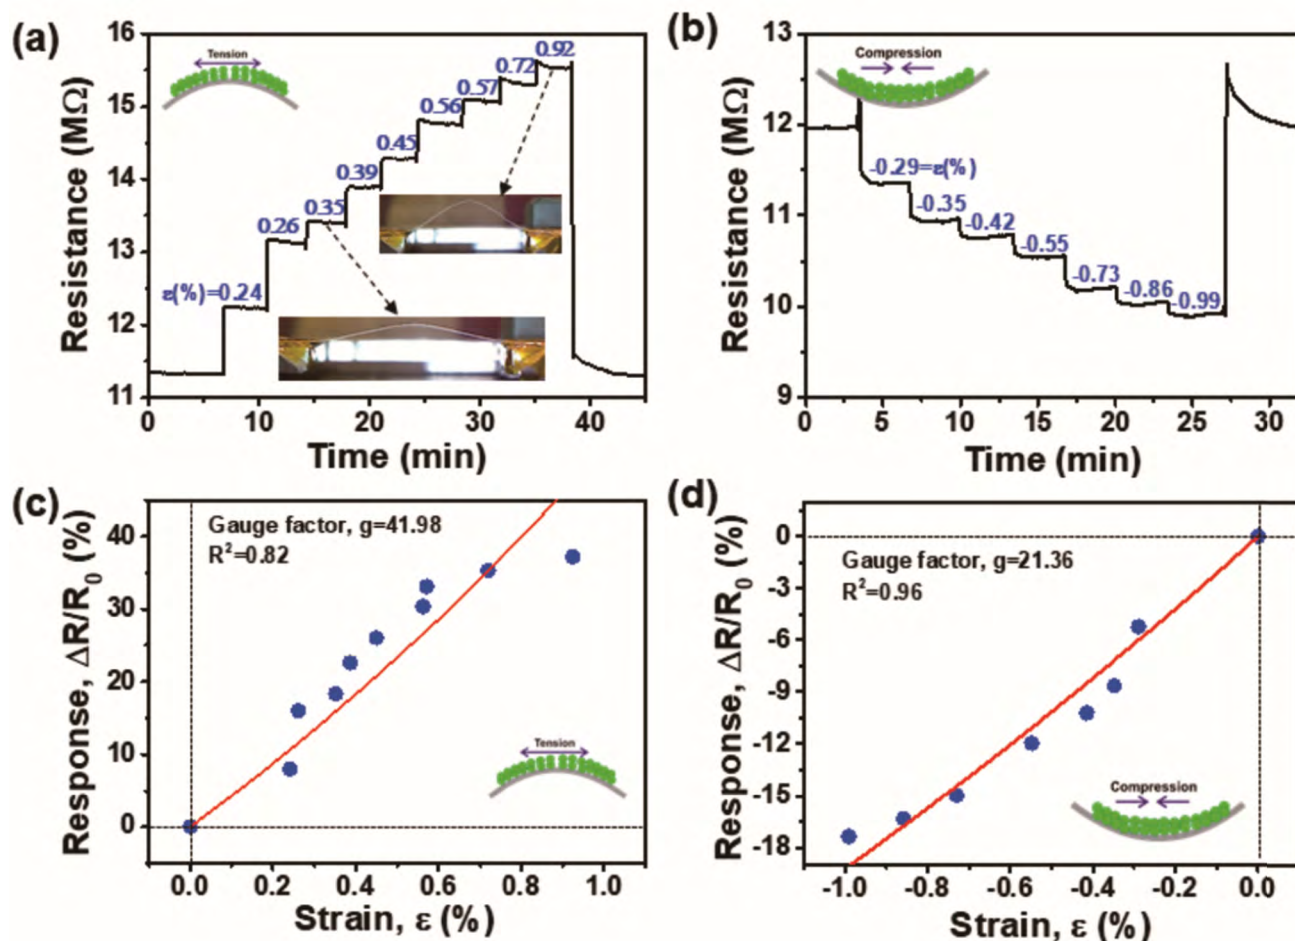 (a)
Tension
0.92
0.72
0.57
0.56
0.45
0.39
0.35
0.26
ε(%)=0.24
16
15
14
13
12
11
Resistance (MΩ)
0 10 20 30 40
Time (min)
(b)
Compression
-0.29=ε(%)
-0.35
-0.42
-0.55
-0.73
-0.86
-0.99
13
12
11
10
9
Resistance (MΩ)
0 5 10 15 20 25 30
Time (min)
(c)
Gauge factor, g=41.98
R²=0.82
Tension
40
30
20
10
0
Response, ΔR/R₀ (%)
0.0 0.2 0.4 0.6 0.8 1.0
Strain, ε (%)
(d)
Gauge factor, g=21.36
R²=0.96
Compression
0
-3
-6
-9
-12
-15
-18
Response, ΔR/R₀ (%)
-1.0 -0.8 -0.6 -0.4 -0.2 0.0
Strain, ε (%)